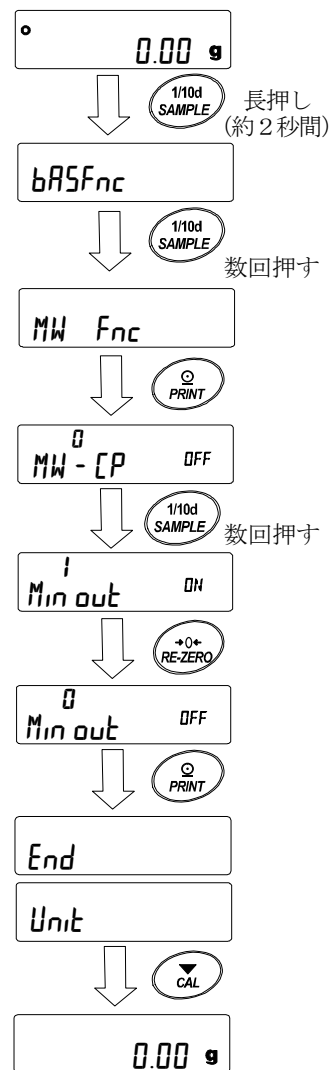 0.00 g
1/10d
SAMPLE
長押し
(約2秒間)
bASFnc
1/10d
SAMPLE
数回押す
MW Fnc
PRINT
0
MW-CP OFF
1/10d
SAMPLE
数回押す
1
Min out ON
→0←
RE-ZERO
0
Min out OFF
PRINT
End
Unit
CAL
0.00 g